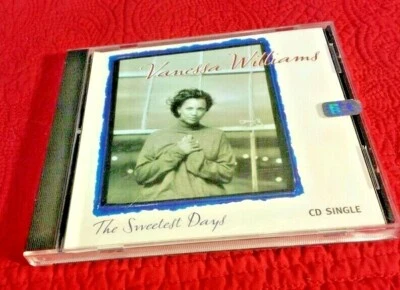 Vanessa Williams
The Sweetest Days
CD SINGLE